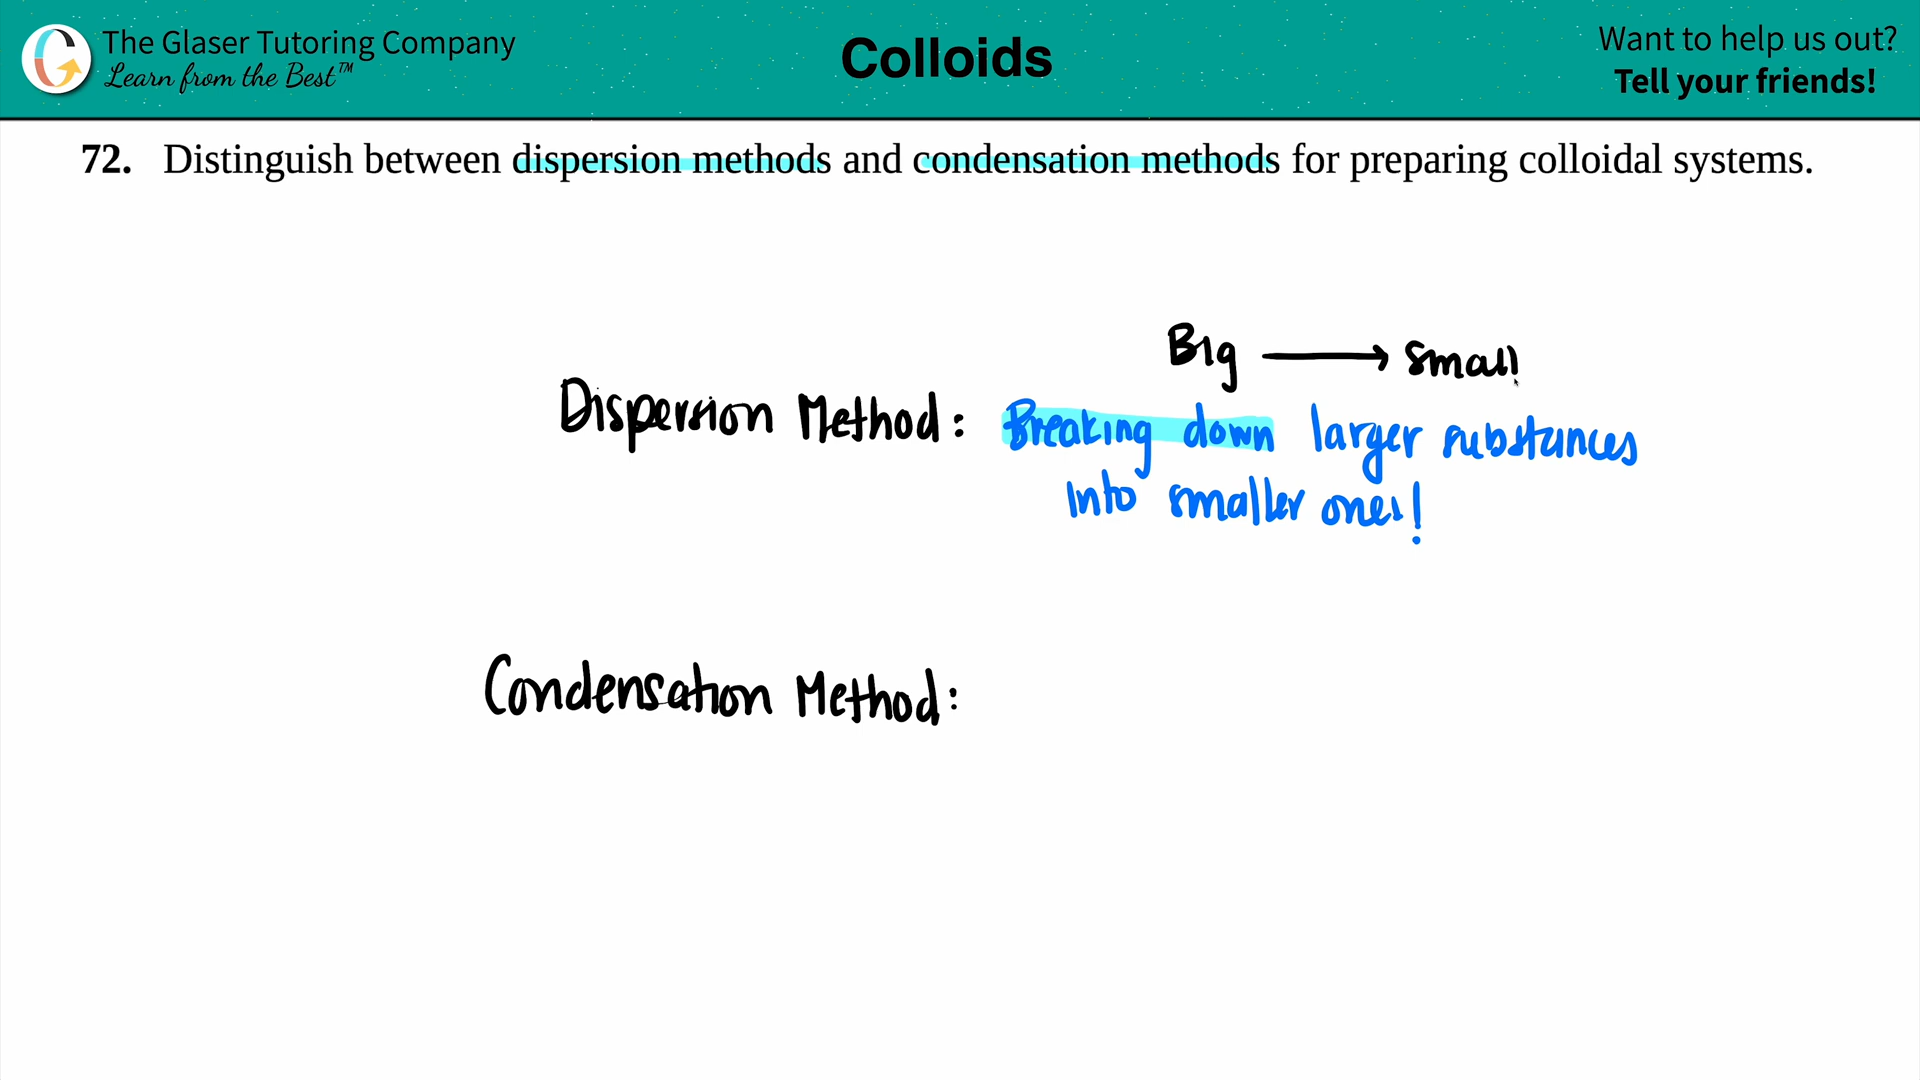 The Glaser Tutoring Company
Learn from the Best™
Colloids
Want to help us out?
Tell your friends!
72. Distinguish between dispersion methods and condensation methods for preparing colloidal systems.
Big → small
Dispersion Method: Breaking down larger substances
into smaller ones!
Condensation Method: